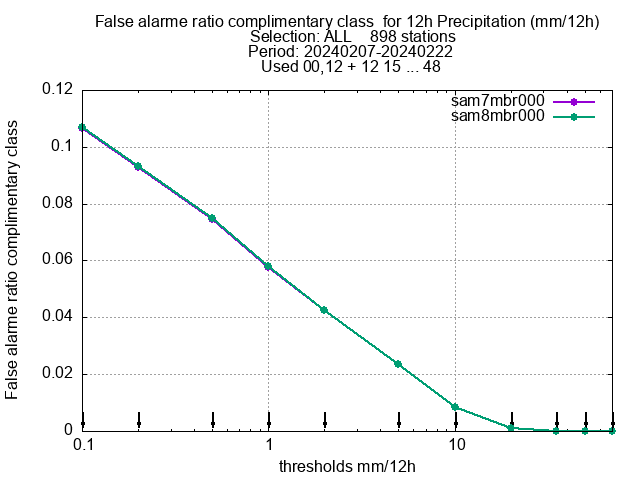 False alarme ratio complimentary class  for 12h Precipitation (mm/12h)
Selection: ALL    898 stations
Period: 20240207-20240222
Used 00,12 + 12 15 ... 48
sam7mbr000
sam8mbr000
False alarme ratio complimentary class
0.12
0.1
0.08
0.06
0.04
0.02
0
0.1
1
10
thresholds mm/12h